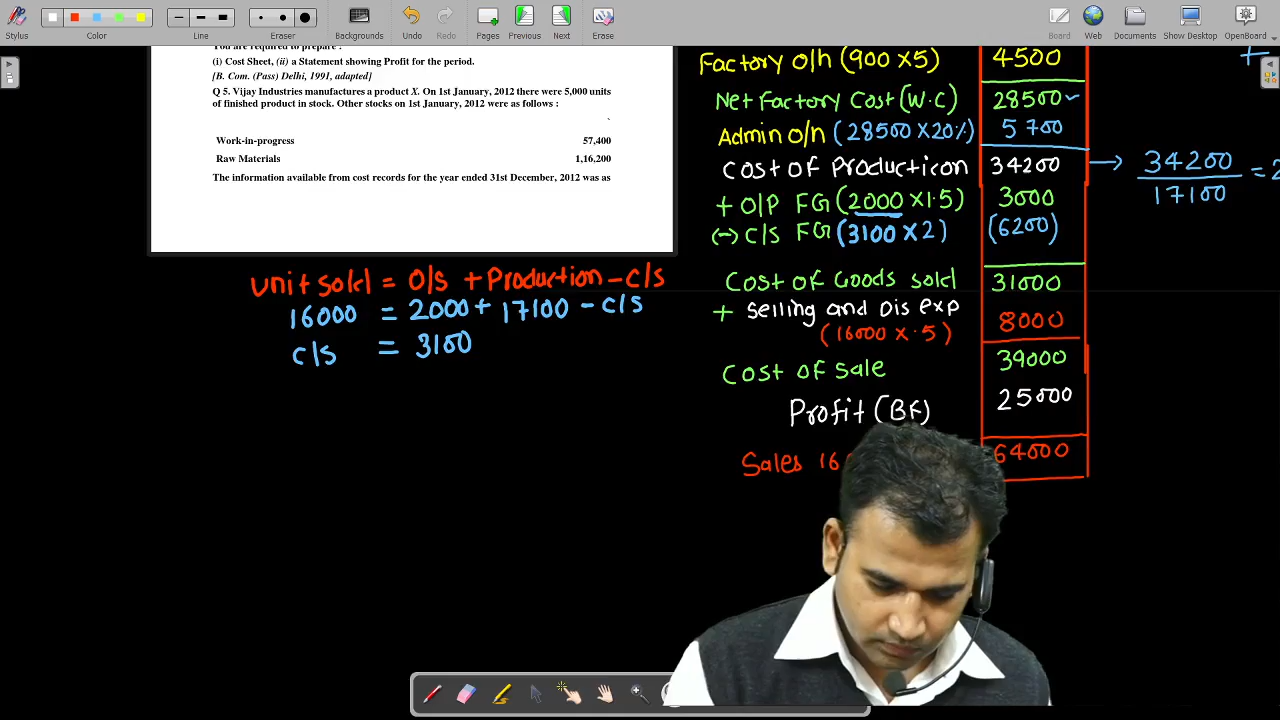 Stylus
Color
Line
Eraser
Backgrounds
Undo
Redo
Pages
Previous
Next
Erase
Board
Web
Documents
Show Desktop
OpenBoard
You are required to prepare :
(i) Cost Sheet, (ii) a Statement showing Profit for the period.
[B. Com. (Pass) Delhi, 1991, adapted]
Q 5. Vijay Industries manufactures a product X. On 1st January, 2012 there were 5,000 units
of finished product in stock. Other stocks on 1st January, 2012 were as follows :
`
Work-in-progress 57,400
Raw Materials 1,16,200
The information available from cost records for the year ended 31st December, 2012 was as
unit sold = O/S + Production - C/S
16000 = 2000 + 17100 - C/S
C/S = 3100
Factory o/h (900 X 5) 4500
Net Factory Cost (W.C) 28500
Admin o/h (28500 X 20%) 5700
Cost of Production 34200
+ O/P FG (2000 X 1.5) 3000
(-) C/S FG (3100 X 2) (6200)
Cost of Goods sold 31000
+ Selling and Dis exp
(16000 X .5) 8000
Cost of Sale 39000
Profit (BF) 25000
Sales 64000
34200
17100
=
+